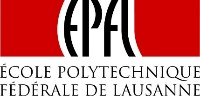 EPFL
ÉCOLE POLYTECHNIQUE
FÉDÉRALE DE LAUSANNE